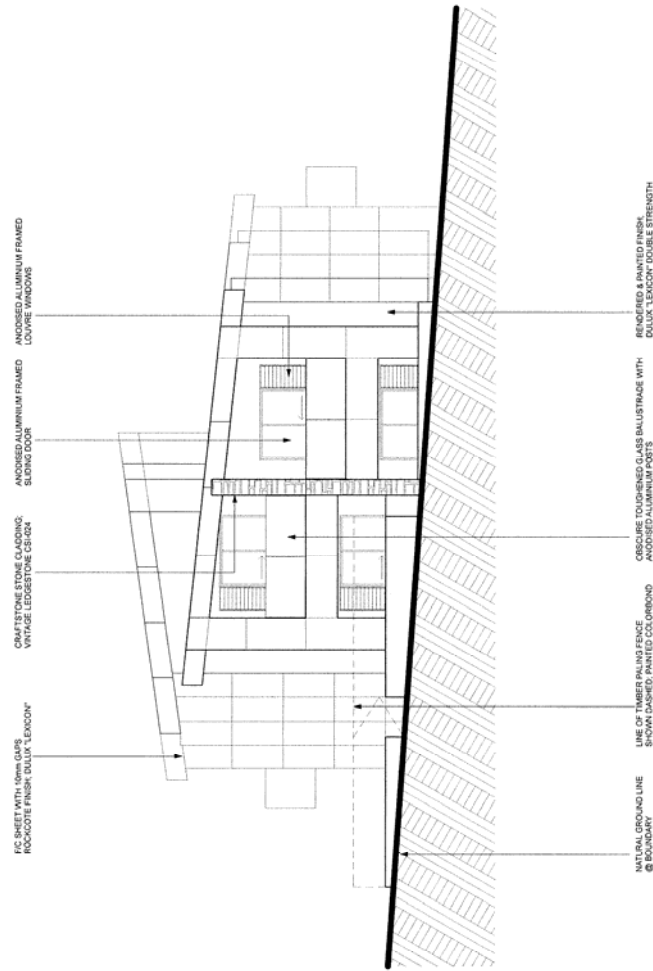 F/C SHEET WITH 10mm GAPS
ROCKCOTE FINISH; DULUX "LEXICON"
CRAFTSTONE STONE CLADDING;
VINTAGE LEDGESTONE CSI-024
ANODISED ALUMINIUM FRAMED
SLIDING DOOR
ANODISED ALUMINIUM FRAMED
LOUVRE WINDOWS
NATURAL GROUND LINE
@ BOUNDARY
LINE OF TIMBER PALING FENCE
SHOWN DASHED; PAINTED COLORBOND
OBSCURE TOUGHENED GLASS BALUSTRADE WITH
ANODISED ALUMINIUM POSTS
RENDERED & PAINTED FINISH;
DULUX "LEXICON" DOUBLE STRENGTH